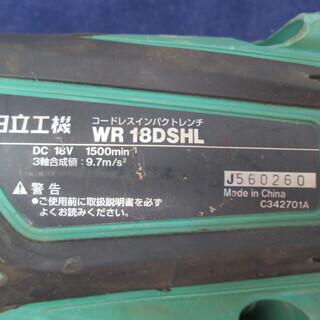 日立工機
コードレスインパクトレンチ
WR 18DSHL
DC 18V 1500min⁻
3軸合成値：9.7m/s²
J560260
Made in China
C342701A
⚠警告
・ご使用前に取扱説明書を必ず
よくお読みください。